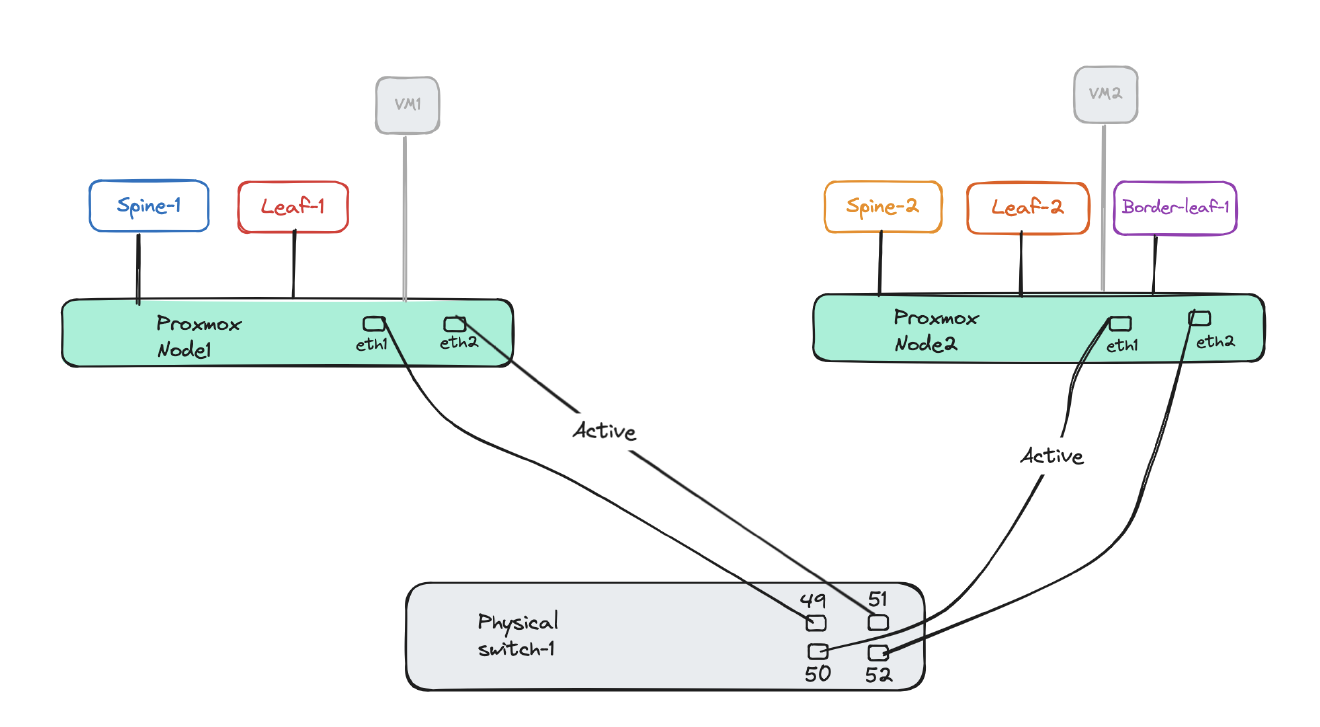 VM1
VM2
Spine-1
Leaf-1
Spine-2
Leaf-2
Border-leaf-1
Proxmox
Node1
eth1
eth2
Proxmox
Node2
eth1
eth2
Active
Active
49
51
Physical
switch-1
50
52